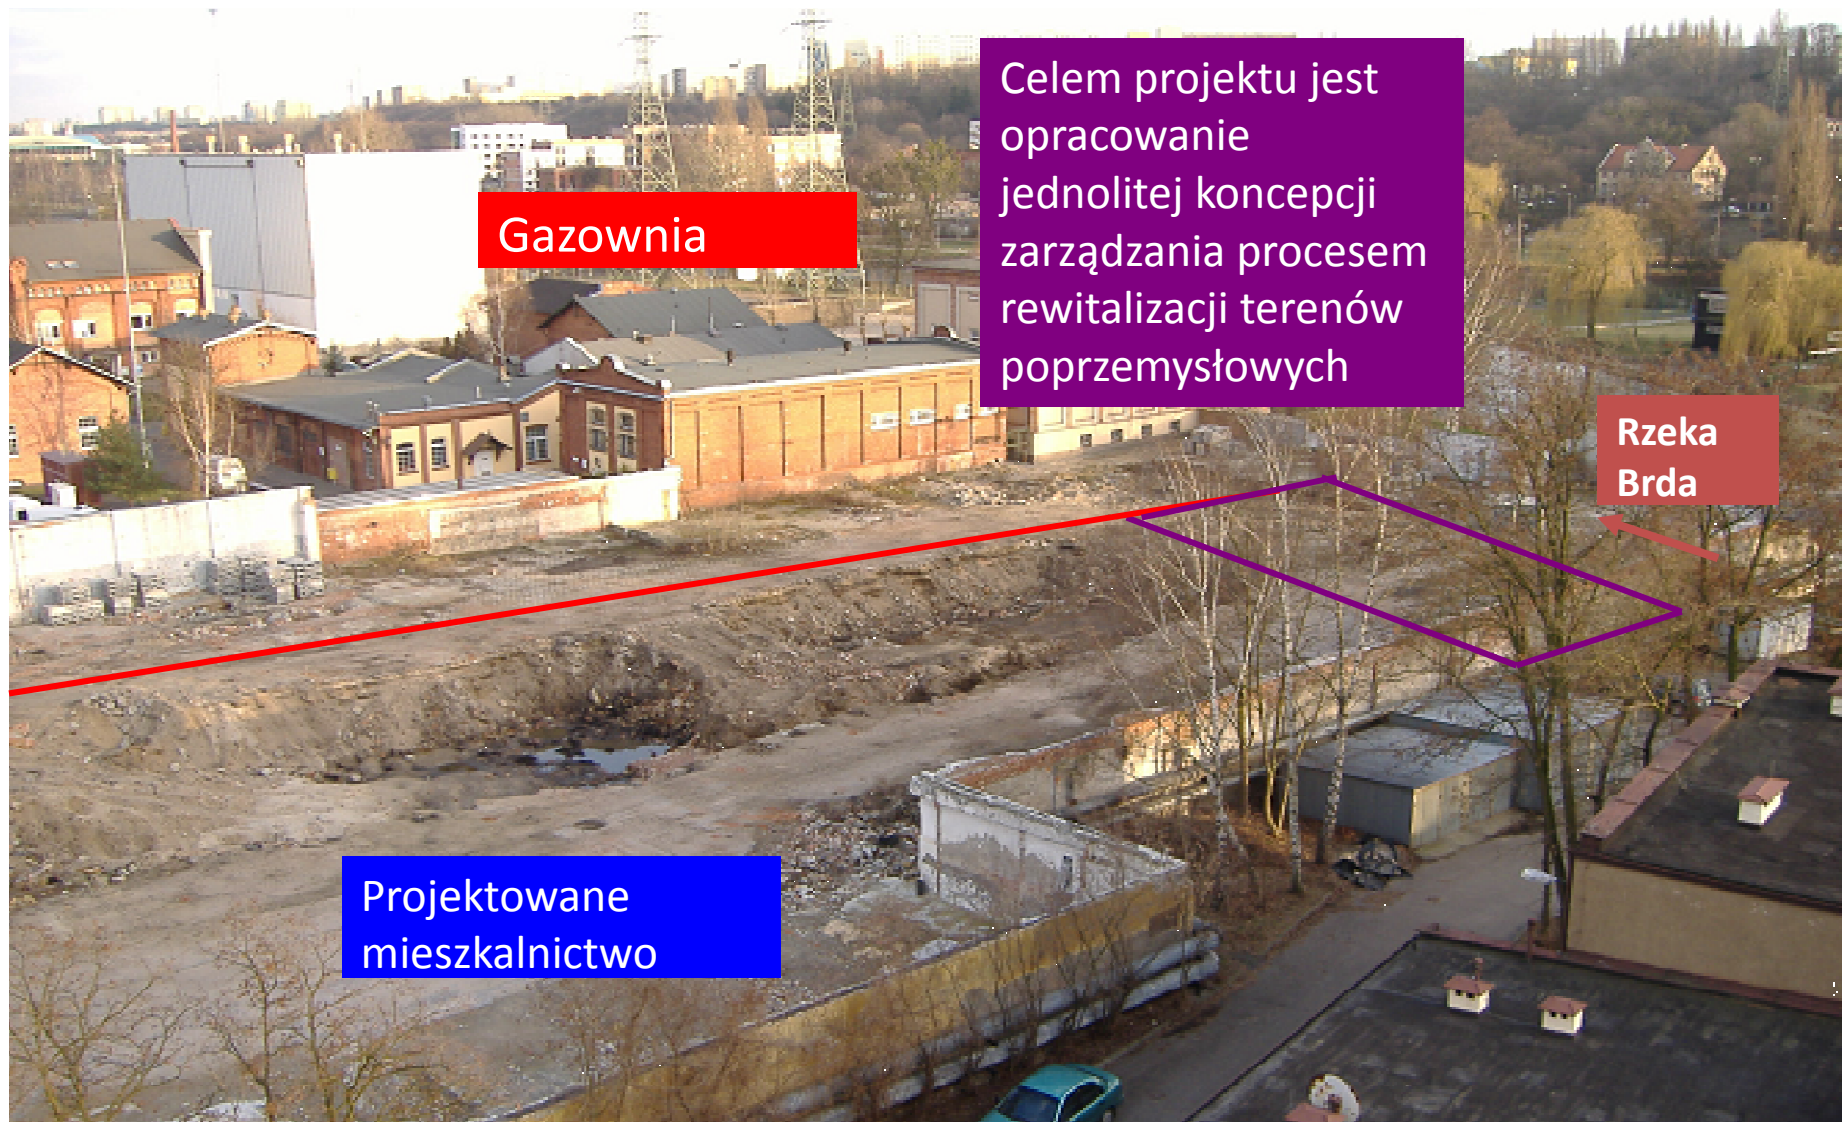 Celem projektu jest
opracowanie
jednolitej koncepcji
zarządzania procesem
rewitalizacji terenów
poprzemysłowych
Gazownia
Rzeka
Brda
Projektowane
mieszkalnictwo